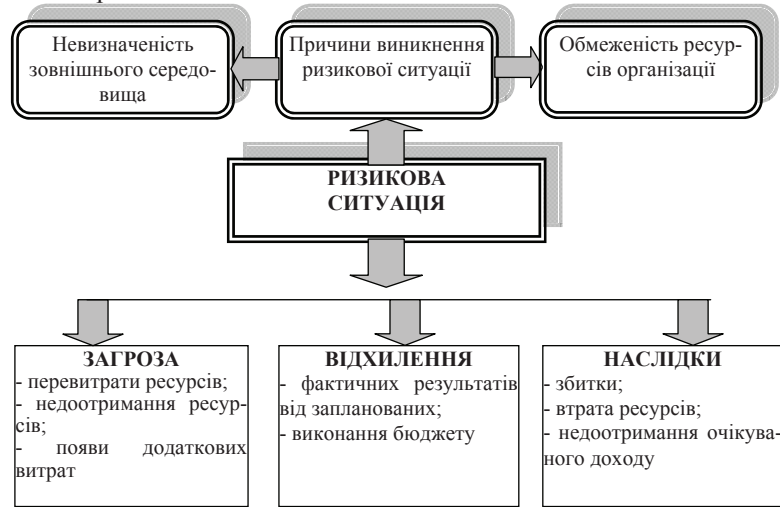 Невизначеність
зовнішнього середо-
вища
Причини виникнення
ризикової ситуації
Обмеженість ресур-
сів організації
РИЗИКОВА
СИТУАЦІЯ
ЗАГРОЗА
- перевитрати ресурсів;
- недоотримання ресур-
сів;
- появи додаткових
витрат
ВІДХИЛЕННЯ
- фактичних результатів
від запланованих;
- виконання бюджету
НАСЛІДКИ
- збитки;
- втрата ресурсів;
- недоотримання очікува-
ного доходу